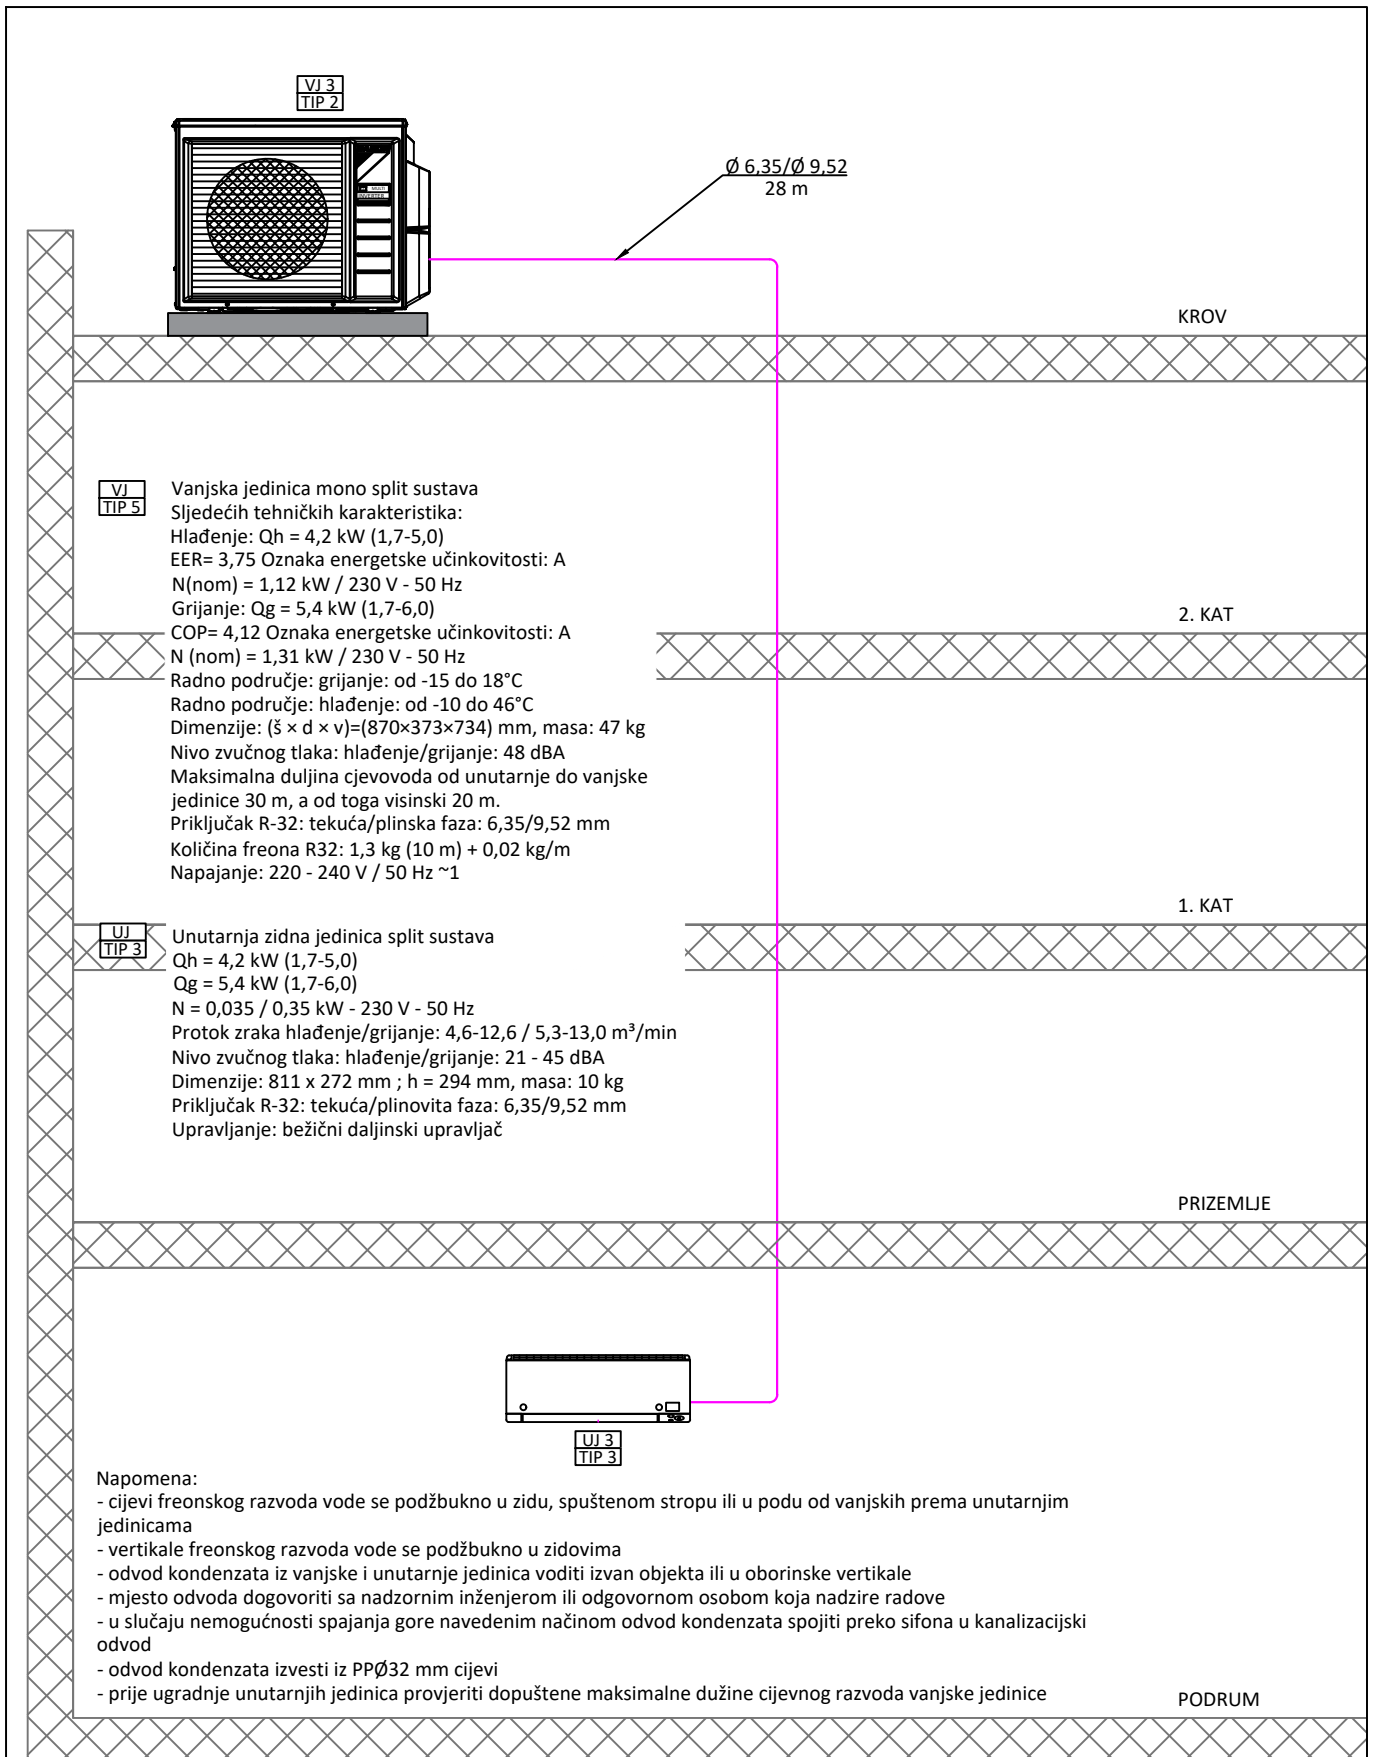 VJ 3
TIP 2
MULTI
INVERTER
Ø 6,35/Ø 9,52
28 m
KROV
VJ
TIP 5
Vanjska jedinica mono split sustava
Sljedećih tehničkih karakteristika:
Hlađenje: Qh = 4,2 kW (1,7-5,0)
EER= 3,75 Oznaka energetske učinkovitosti: A
N(nom) = 1,12 kW / 230 V - 50 Hz
Grijanje: Qg = 5,4 kW (1,7-6,0)
COP= 4,12 Oznaka energetske učinkovitosti: A
N (nom) = 1,31 kW / 230 V - 50 Hz
Radno područje: grijanje: od -15 do 18°C
Radno područje: hlađenje: od -10 do 46°C
Dimenzije: (š × d × v)=(870×373×734) mm, masa: 47 kg
Nivo zvučnog tlaka: hlađenje/grijanje: 48 dBA
Maksimalna duljina cjevovoda od unutarnje do vanjske
jedinice 30 m, a od toga visinski 20 m.
Priključak R-32: tekuća/plinska faza: 6,35/9,52 mm
Količina freona R32: 1,3 kg (10 m) + 0,02 kg/m
Napajanje: 220 - 240 V / 50 Hz ~1
2. KAT
1. KAT
UJ
TIP 3
Unutarnja zidna jedinica split sustava
Qh = 4,2 kW (1,7-5,0)
Qg = 5,4 kW (1,7-6,0)
N = 0,035 / 0,35 kW - 230 V - 50 Hz
Protok zraka hlađenje/grijanje: 4,6-12,6 / 5,3-13,0 m³/min
Nivo zvučnog tlaka: hlađenje/grijanje: 21 - 45 dBA
Dimenzije: 811 x 272 mm ; h = 294 mm, masa: 10 kg
Priključak R-32: tekuća/plinovita faza: 6,35/9,52 mm
Upravljanje: bežični daljinski upravljač
PRIZEMLJE
UJ 3
TIP 3
Napomena:
- cijevi freonskog razvoda vode se podžbukno u zidu, spuštenom stropu ili u podu od vanjskih prema unutarnjim
jedinicama
- vertikale freonskog razvoda vode se podžbukno u zidovima
- odvod kondenzata iz vanjske i unutarnje jedinica voditi izvan objekta ili u oborinske vertikale
- mjesto odvoda dogovoriti sa nadzornim inženjerom ili odgovornom osobom koja nadzire radove
- u slučaju nemogućnosti spajanja gore navedenim načinom odvod kondenzata spojiti preko sifona u kanalizacijski
odvod
- odvod kondenzata izvesti iz PPØ32 mm cijevi
- prije ugradnje unutarnjih jedinica provjeriti dopuštene maksimalne dužine cijevnog razvoda vanjske jedinice
PODRUM